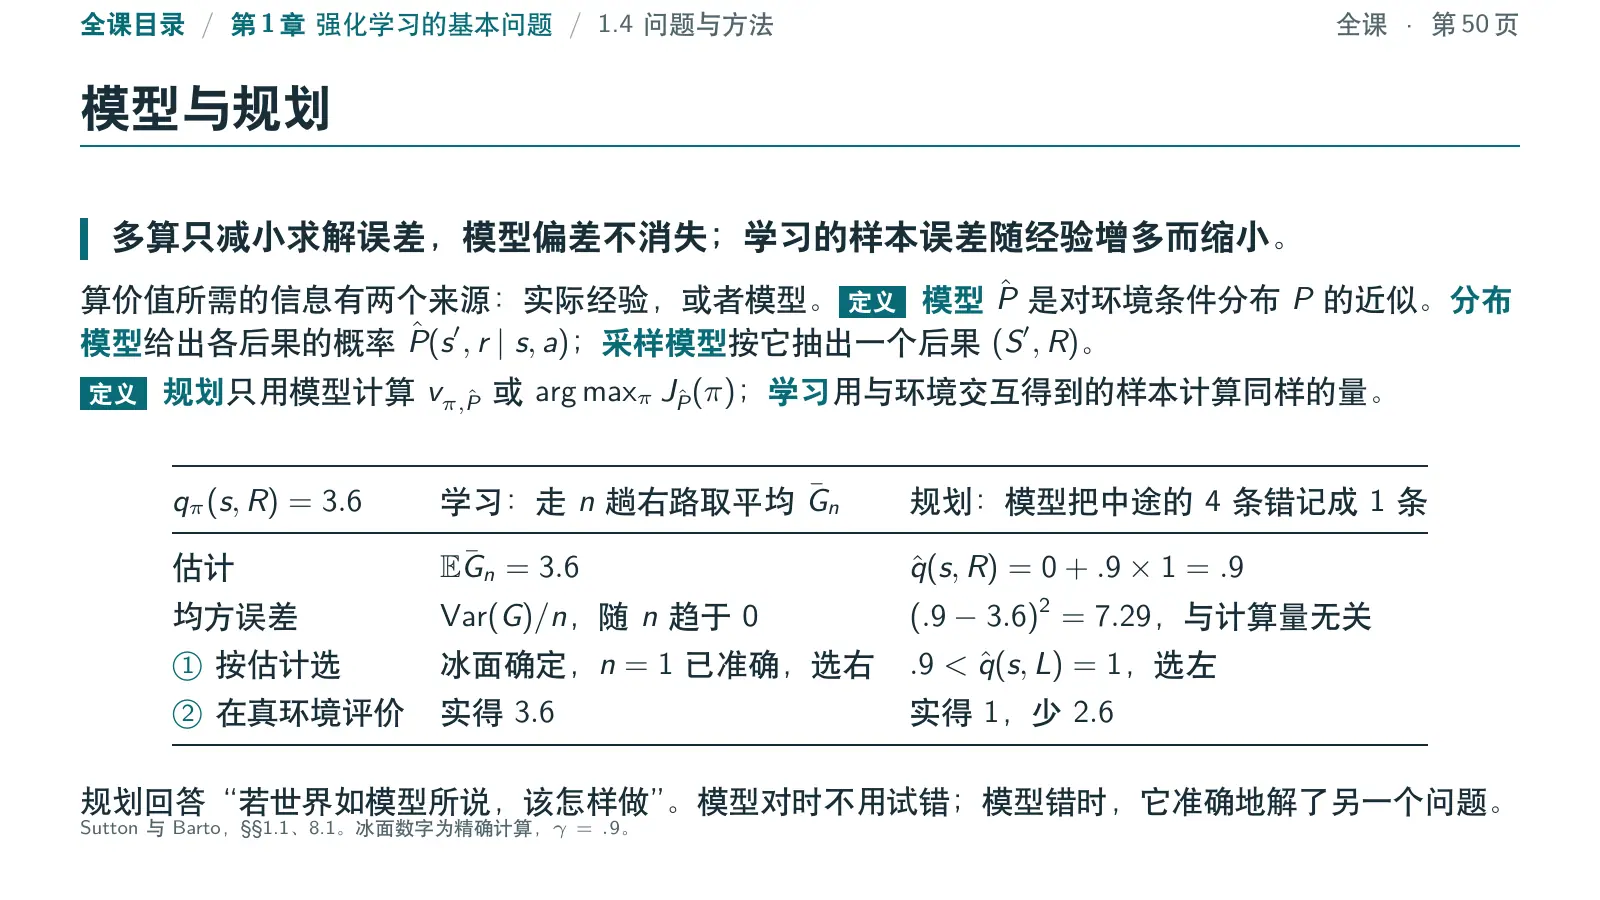 全课目录 / 第1章 强化学习的基本问题 / 1.4 问题与方法
全课 · 第50页
模型与规划
多算只减小求解误差，模型偏差不消失；学习的样本误差随经验增多而缩小。
算价值所需的信息有两个来源：实际经验，或者模型。定义 模型 P̂ 是对环境条件分布 P 的近似。分布
模型给出各后果的概率 P̂(s′, r | s, a)；采样模型按它抽出一个后果 (S′, R)。
定义 规划只用模型计算 v_{π,P̂} 或 arg max_π J_{P̂}(π)；学习用与环境交互得到的样本计算同样的量。
q_π(s, R) = 3.6 学习：走 n 趟右路取平均 Ḡ_n 规划：模型把中途的 4 条错记成 1 条
估计 𝔼Ḡ_n = 3.6 q̂(s, R) = 0 + .9 × 1 = .9
均方误差 Var(G)/n，随 n 趋于 0 (.9 − 3.6)² = 7.29，与计算量无关
① 按估计选 冰面确定，n = 1 已准确，选右 .9 < q̂(s, L) = 1，选左
② 在真环境评价 实得 3.6 实得 1，少 2.6
规划回答“若世界如模型所说，该怎样做”。模型对时不用试错；模型错时，它准确地解了另一个问题。
Sutton 与 Barto，§§1.1、8.1。冰面数字为精确计算，γ = .9。